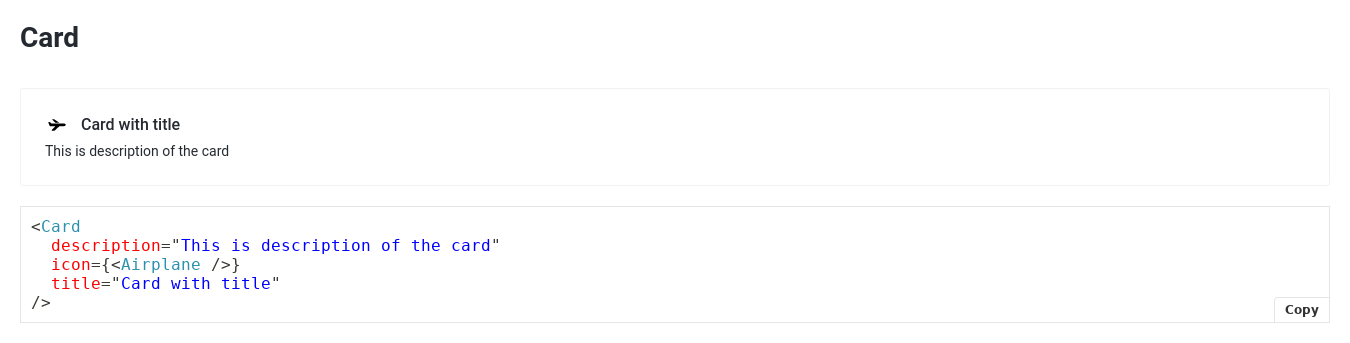 Card
Card with title
This is description of the card
<Card
  description="This is description of the card"
  icon={<Airplane />}
  title="Card with title"
/>
Copy